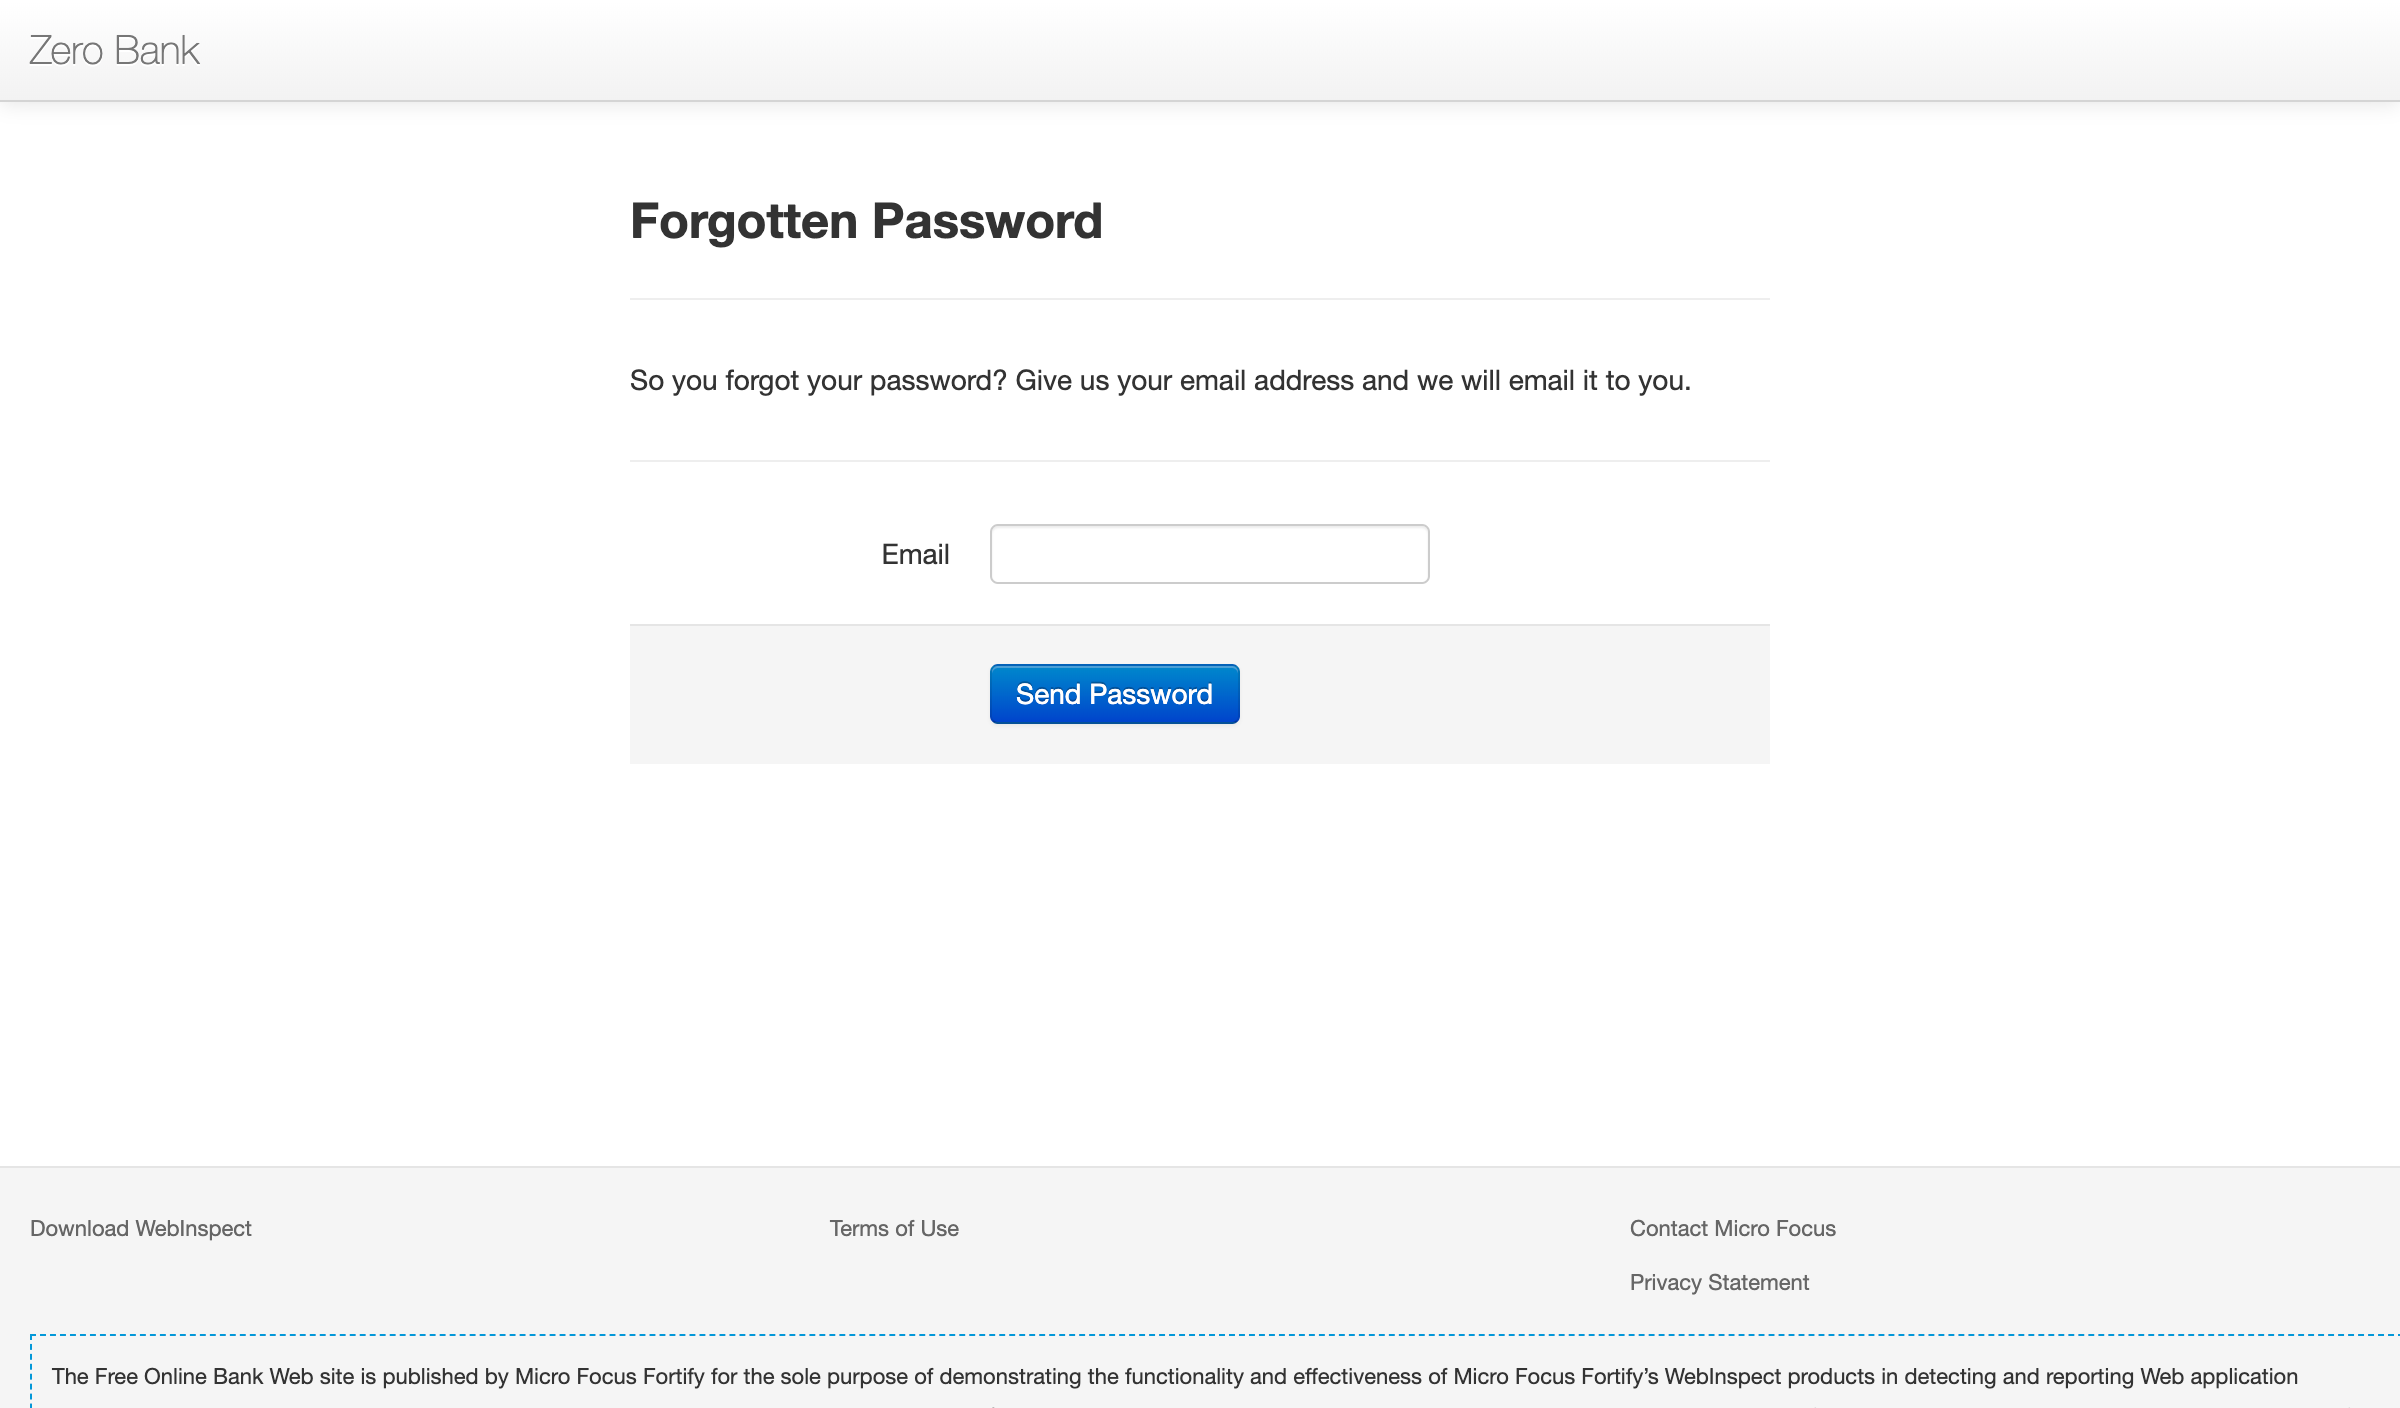 Zero Bank
Forgotten Password
So you forgot your password? Give us your email address and we will email it to you.
Email
Send Password
Download WebInspect
Terms of Use
Contact Micro Focus
Privacy Statement
The Free Online Bank Web site is published by Micro Focus Fortify for the sole purpose of demonstrating the functionality and effectiveness of Micro Focus Fortify’s WebInspect products in detecting and reporting Web application